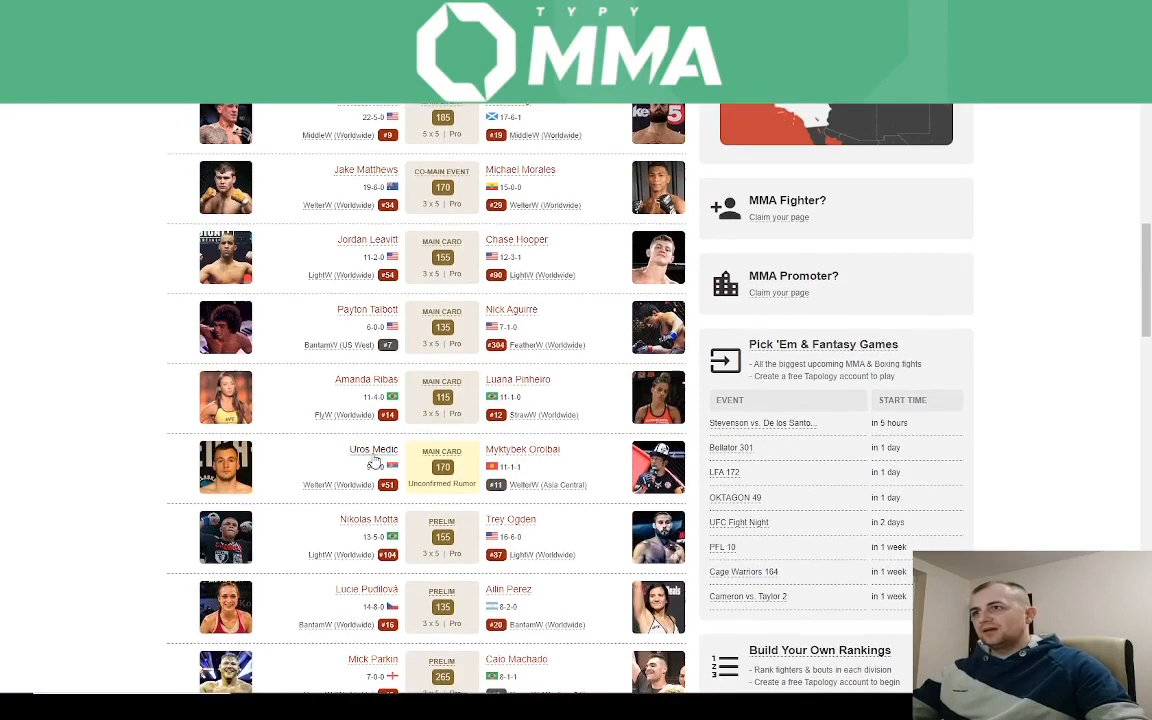 TYPY
MMA
22-5-0
185
17-6-1
MiddleW (Worldwide) #9
5 x 5 | Pro
#19 MiddleW (Worldwide)
Jake Matthews
CO-MAIN EVENT
Michael Morales
19-6-0
170
15-0-0
WelterW (Worldwide) #34
3 x 5 | Pro
#29 WelterW (Worldwide)
Jordan Leavitt
MAIN CARD
Chase Hooper
11-2-0
155
12-3-1
LightW (Worldwide) #54
3 x 5 | Pro
#90 LightW (Worldwide)
Payton Talbott
MAIN CARD
Nick Aguirre
6-0-0
135
7-1-0
BantamW (US West) #7
3 x 5 | Pro
#304 FeatherW (Worldwide)
Amanda Ribas
MAIN CARD
Luana Pinheiro
11-4-0
115
11-1-0
FlyW (Worldwide) #14
3 x 5 | Pro
#12 StrawW (Worldwide)
Uros Medic
MAIN CARD
Myktybek Orolbai
170
11-1-1
WelterW (Worldwide) #51
Unconfirmed Rumor
#11 WelterW (Asia Central)
Nikolas Motta
PRELIM
Trey Ogden
13-5-0
155
16-6-0
LightW (Worldwide) #104
3 x 5 | Pro
#87 LightW (Worldwide)
Lucie Pudilová
PRELIM
Ailin Perez
14-8-0
135
8-2-0
BantamW (Worldwide) #16
3 x 5 | Pro
#20 BantamW (Worldwide)
Mick Parkin
PRELIM
Caio Machado
7-0-0
265
8-1-1
MMA Fighter?
Claim your page
MMA Promoter?
Claim your page
Pick 'Em & Fantasy Games
- All the biggest upcoming MMA & Boxing fights
- Create a free Tapology account to play
EVENT START TIME
Stevenson vs. De los Santo... in 5 hours
Bellator 301 in 1 day
LFA 172 in 1 day
OKTAGON 49 in 1 day
UFC Fight Night in 2 days
PFL 10 in 1 week
Cage Warriors 164 in 1 week
Cameron vs. Taylor 2 in 1 week
Build Your Own Rankings
- Rank fighters & bouts in each division
- Create a free Tapology account to begin
1
2
3